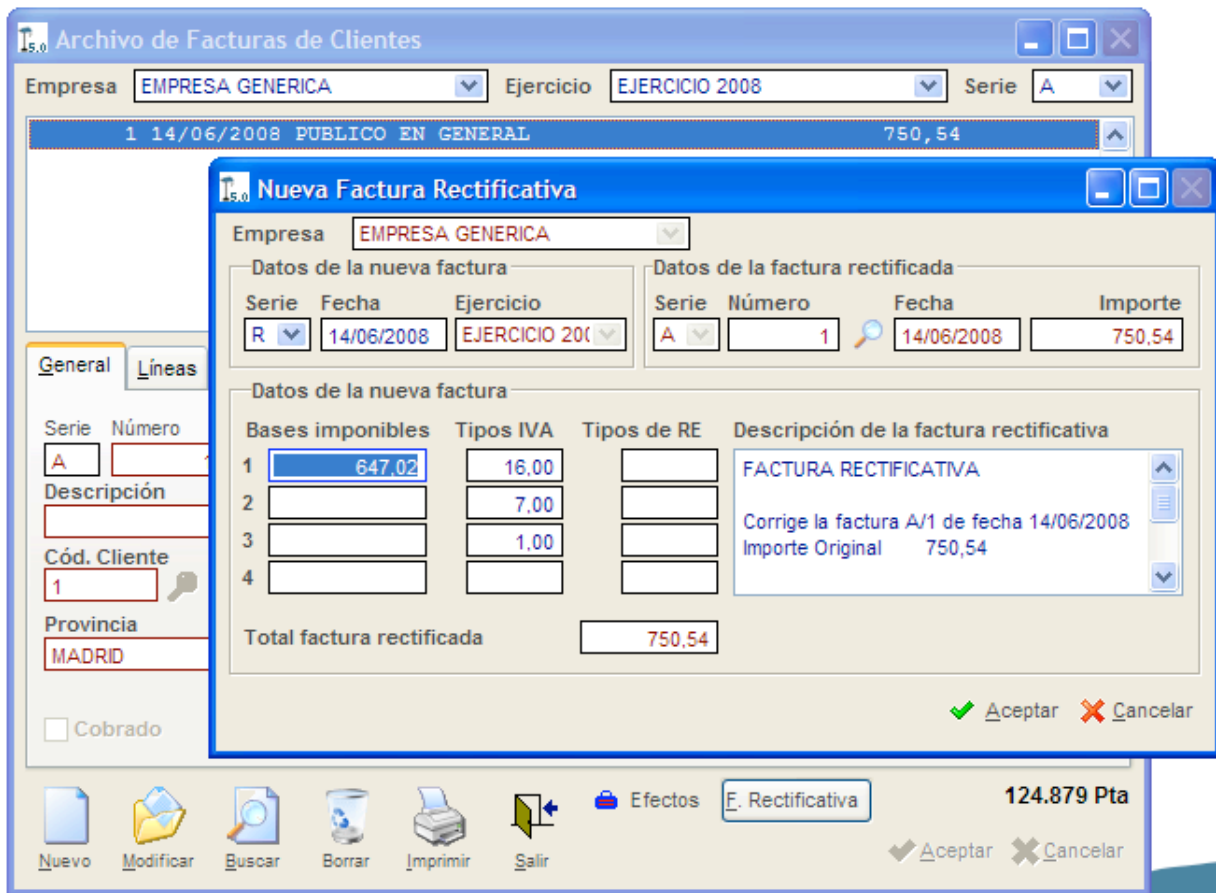 5.0 Archivo de Facturas de Clientes
Empresa EMPRESA GENERICA Ejercicio EJERCICIO 2008 Serie A
1 14/06/2008 PUBLICO EN GENERAL 750,54
5.0 Nueva Factura Rectificativa
Empresa EMPRESA GENERICA
Datos de la nueva factura Datos de la factura rectificada
Serie Fecha Ejercicio Serie Número Fecha Importe
R 14/06/2008 EJERCICIO 200 A 1 14/06/2008 750,54
General Líneas
Datos de la nueva factura
Serie Número
A
Descripción
Cód. Cliente
1
Provincia
MADRID
Cobrado
Bases imponibles Tipos IVA Tipos de RE Descripción de la factura rectificativa
1 647,02 16,00 FACTURA RECTIFICATIVA
2 7,00
Corrige la factura A/1 de fecha 14/06/2008
3 1,00
Importe Original 750,54
4
Total factura rectificada 750,54
Aceptar Cancelar
Efectos F. Rectificativa 124.879 Pta
Nuevo Modificar Buscar Borrar Imprimir Salir
Aceptar Cancelar